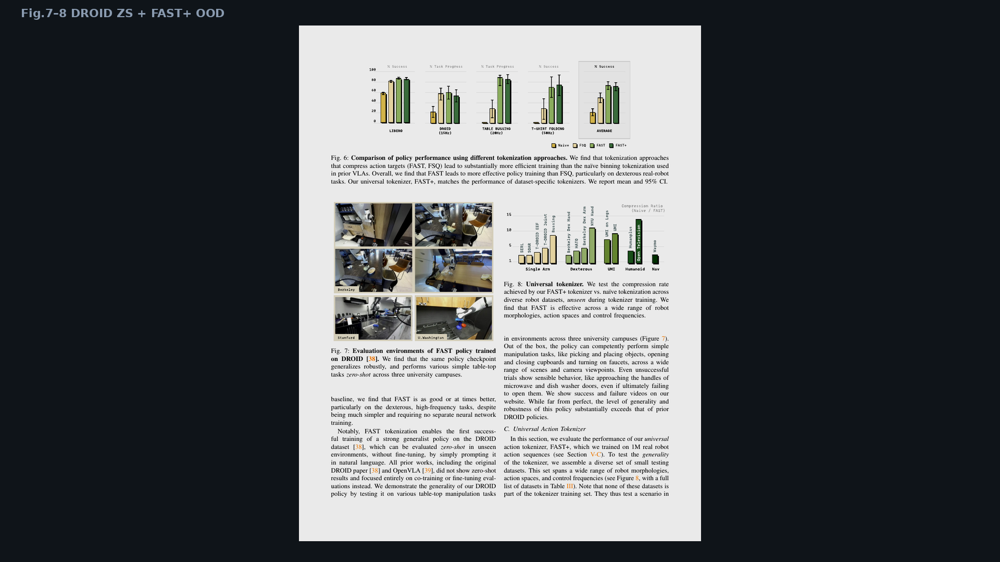 Fig.7–8 DROID ZS + FAST+ OOD
% Success
% Task Progress
% Task Progress
% Success
% Success
100
80
60
40
20
0
LIBERO
DROID
(15Hz)
TABLE BUSSING
(20Hz)
T-SHIRT FOLDING
(50Hz)
AVERAGE
Naive FSQ FAST FAST+
Fig. 6: Comparison of policy performance using different tokenization approaches. We find that tokenization approaches
that compress action targets (FAST, FSQ) lead to substantially more efficient training than the naïve binning tokenization used
in prior VLAs. Overall, we find that FAST leads to more effective policy training than FSQ, particularly on dexterous real-robot
tasks. Our universal tokenizer, FAST+, matches the performance of dataset-specific tokenizers. We report mean and 95% CI.
Berkeley
Stanford
U.Washington
Fig. 7: Evaluation environments of FAST policy trained
on DROID [38]. We find that the same policy checkpoint
generalizes robustly, and performs various simple table-top
tasks zero-shot across three university campuses.
baseline, we find that FAST is as good or at times better,
particularly on the dexterous, high-frequency tasks, despite
being much simpler and requiring no separate neural network
training.
Notably, FAST tokenization enables the first success-
ful training of a strong generalist policy on the DROID
dataset [38], which can be evaluated zero-shot in unseen
environments, without fine-tuning, by simply prompting it
in natural language. All prior works, including the original
DROID paper [38] and OpenVLA [39], did not show zero-shot
results and focused entirely on co-training or fine-tuning eval-
uations instead. We demonstrate the generality of our DROID
policy by testing it on various table-top manipulation tasks
Compression Ratio
(Naive / FAST)
15
10
5
1
SERL
SOAR
T-DROID EEF
T-DROID Joint
Bussing
Berkeley Dex Hand
HATO
Berkeley Dex Arm
NYU Hand
UMI on Legs
UMI
Humanplus
Open Television
Waymo
Single Arm
Dexterous
UMI
Humanoid
Nav
Fig. 8: Universal tokenizer. We test the compression rate
achieved by our FAST+ tokenizer vs. naïve tokenization across
diverse robot datasets, unseen during tokenizer training. We
find that FAST is effective across a wide range of robot
morphologies, action spaces and control frequencies.
in environments across three university campuses (Figure 7).
Out of the box, the policy can competently perform simple
manipulation tasks, like picking and placing objects, opening
and closing cupboards and turning on faucets, across a wide
range of scenes and camera viewpoints. Even unsuccessful
trials show sensible behavior, like approaching the handles of
microwave and dish washer doors, even if ultimately failing
to open them. We show success and failure videos on our
website. While far from perfect, the level of generality and
robustness of this policy substantially exceeds that of prior
DROID policies.
C. Universal Action Tokenizer
In this section, we evaluate the performance of our universal
action tokenizer, FAST+, which we trained on 1M real robot
action sequences (see Section V-C). To test the generality
of the tokenizer, we assemble a diverse set of small testing
datasets. This set spans a wide range of robot morphologies,
action spaces, and control frequencies (see Figure 8, with a full
list of datasets in Table III). Note that none of these datasets is
part of the tokenizer training set. They thus test a scenario in